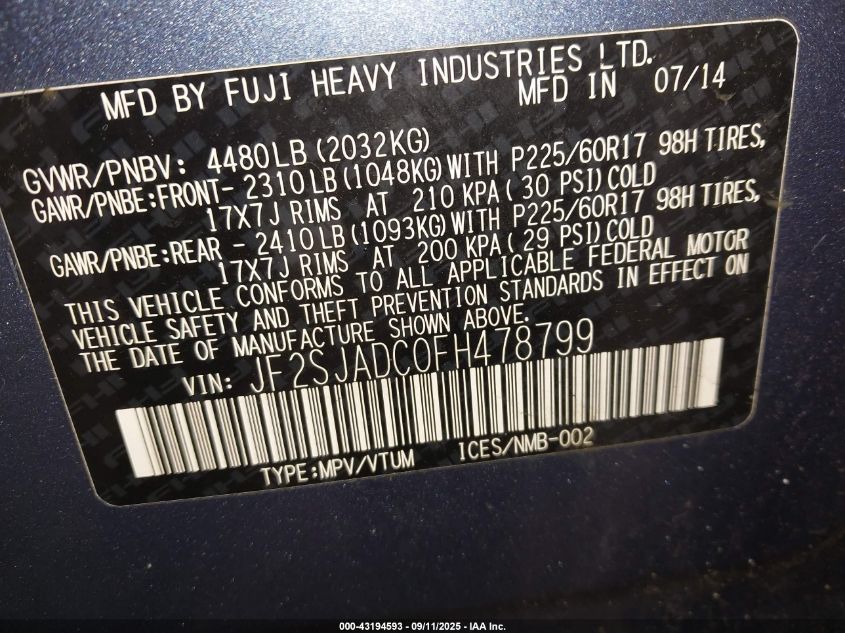 MFD BY FUJI HEAVY INDUSTRIES LTD.
MFD IN 07/14
GVWR/PNBV: 4480LB(2032KG)
GAWR/PNBE:FRONT- 2310LB(1048KG)WITH P225/60R17 98H TIRES,
17X7J RIMS AT 210 KPA(30 PSI)COLD
GAWR/PNBE:REAR - 2410LB(1093KG)WITH P225/60R17 98H TIRES,
17X7J RIMS AT 200 KPA(29 PSI)COLD
THIS VEHICLE CONFORMS TO ALL APPLICABLE FEDERAL MOTOR
VEHICLE SAFETY AND THEFT PREVENTION STANDARDS IN EFFECT ON
THE DATE OF MANUFACTURE SHOWN ABOVE.
VIN: JF2SJADC0FH478799
TYPE:MPV/VTUM ICES/NMB-002
000-43194593 - 09/11/2025 - IAA Inc.